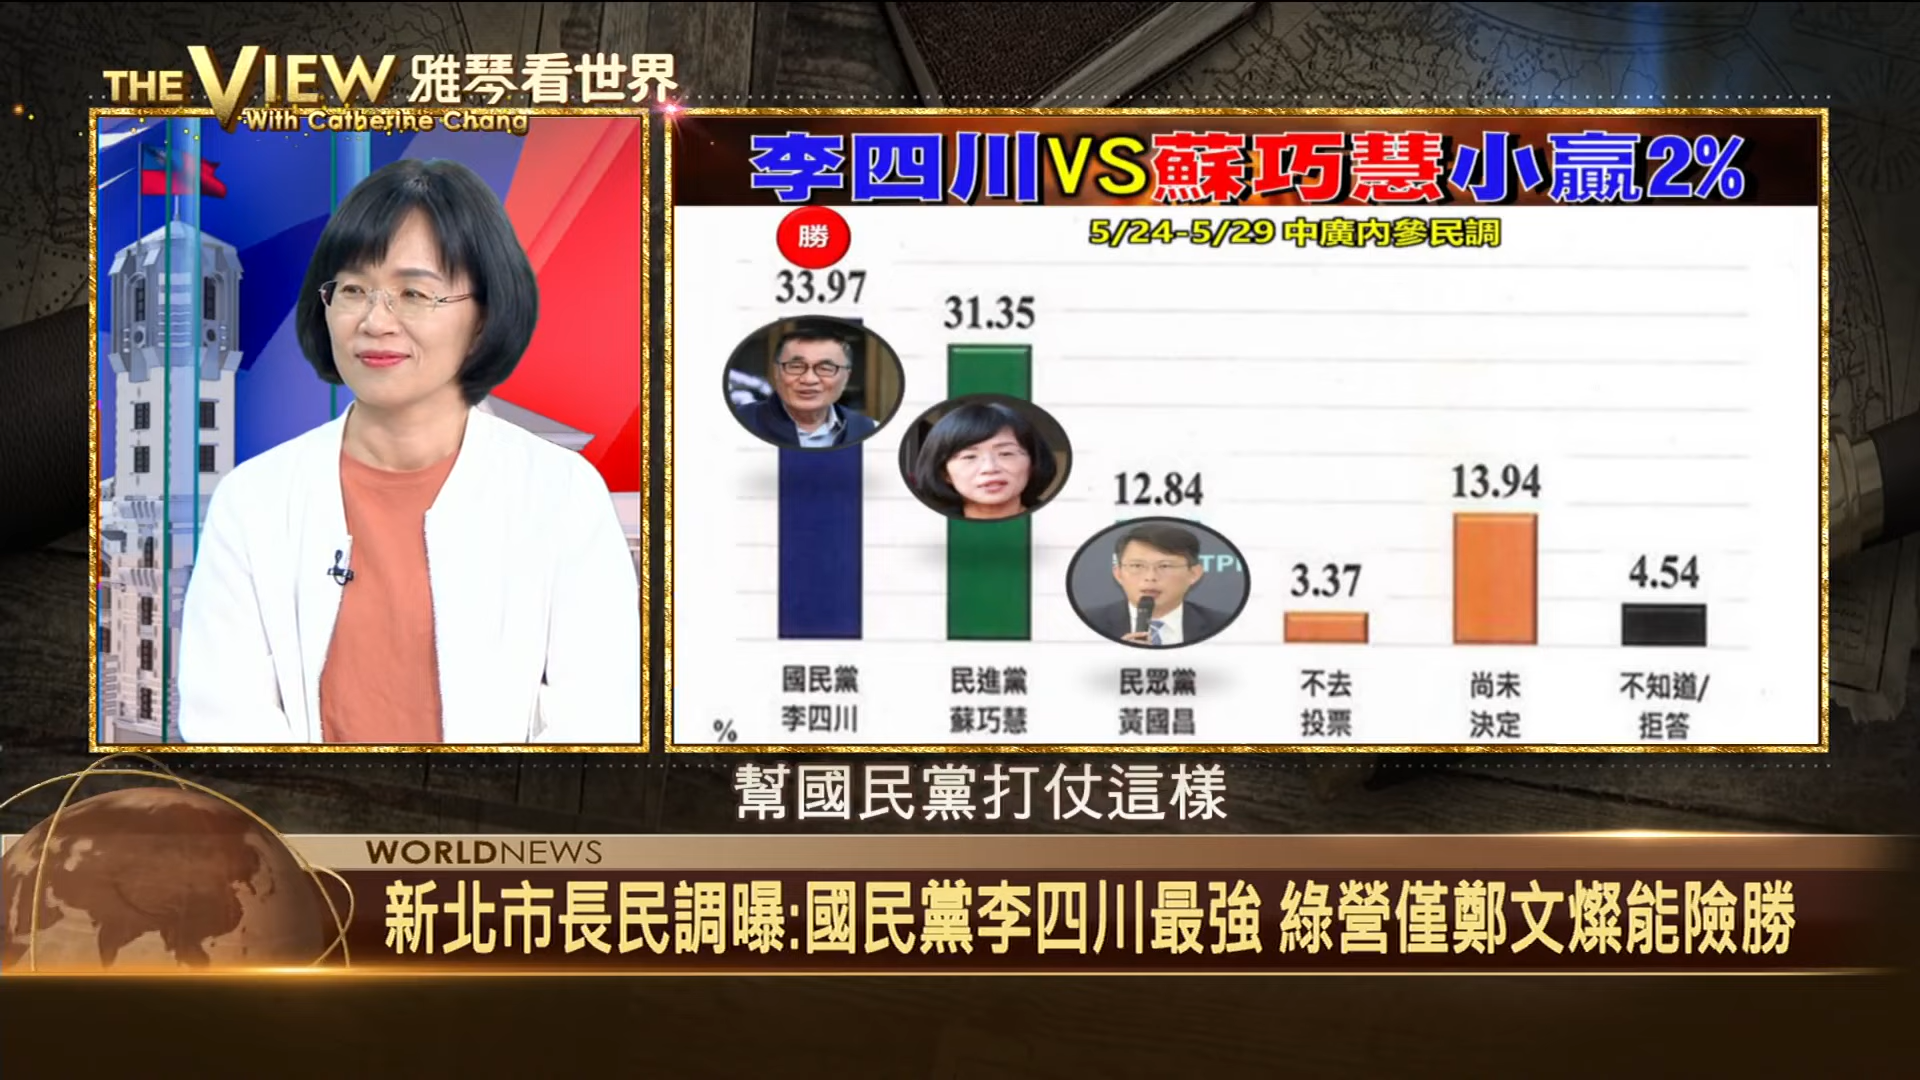 THE VIEW 雅琴看世界
With Catherine Chang
李四川VS蘇巧慧小贏2%
5/24-5/29 中廣內參民調
勝
33.97
31.35
12.84
3.37
13.94
4.54
國民黨
李四川
民進黨
蘇巧慧
民眾黨
黃國昌
不去
投票
尚未
決定
不知道/
拒答
%
幫國民黨打仗這樣
WORLDNEWS
新北市長民調曝:國民黨李四川最強 綠營僅鄭文燦能險勝